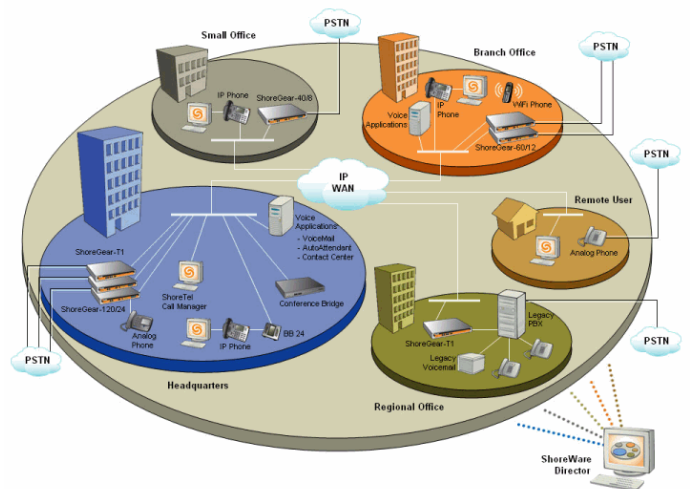 Small Office
PSTN
IP Phone
ShoreGear-40/8
Branch Office
PSTN
IP
Phone
WiFi Phone
Voice
Applications
ShoreGear-60/12
IP
WAN
PSTN
Remote User
Analog Phone
ShoreGear-T1
Voice
Applications
- VoiceMail
- AutoAttendant
- Contact Center
ShoreTel
Call Manager
Conference Bridge
ShoreGear-120/24
Analog
Phone
IP Phone
BB 24
PSTN
Headquarters
Legacy
PBX
ShoreGear-T1
Legacy
Voicemail
PSTN
Regional Office
ShoreWare
Director